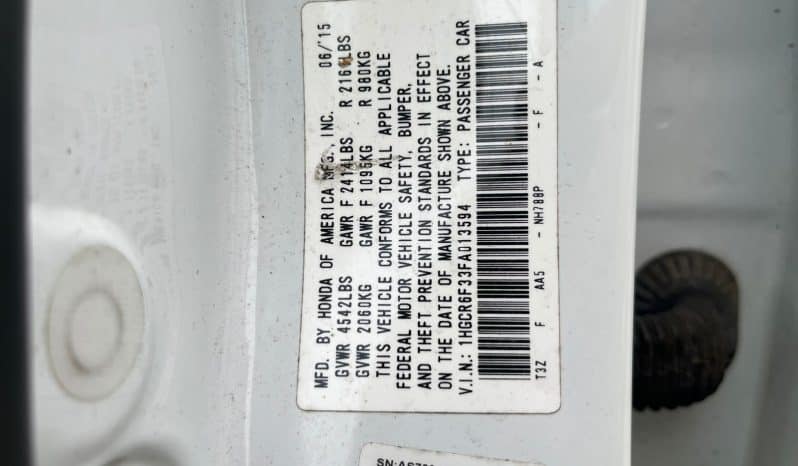 MFD. BY HONDA OF AMERICA MFG., INC. 06/'15
GVWR 4542LBS GAWR F 2414LBS R
GVWR 2060KG GAWR F 1095KG R 980KG
THIS VEHICLE CONFORMS TO ALL APPLICABLE
FEDERAL MOTOR VEHICLE SAFETY, BUMPER,
AND THEFT PREVENTION STANDARDS IN EFFECT
ON THE DATE OF MANUFACTURE SHOWN ABOVE.
V.I.N.: 1HGCR6F33FA013594 TYPE: PASSENGER CAR
T3Z F AA5 - NH788P - F - A